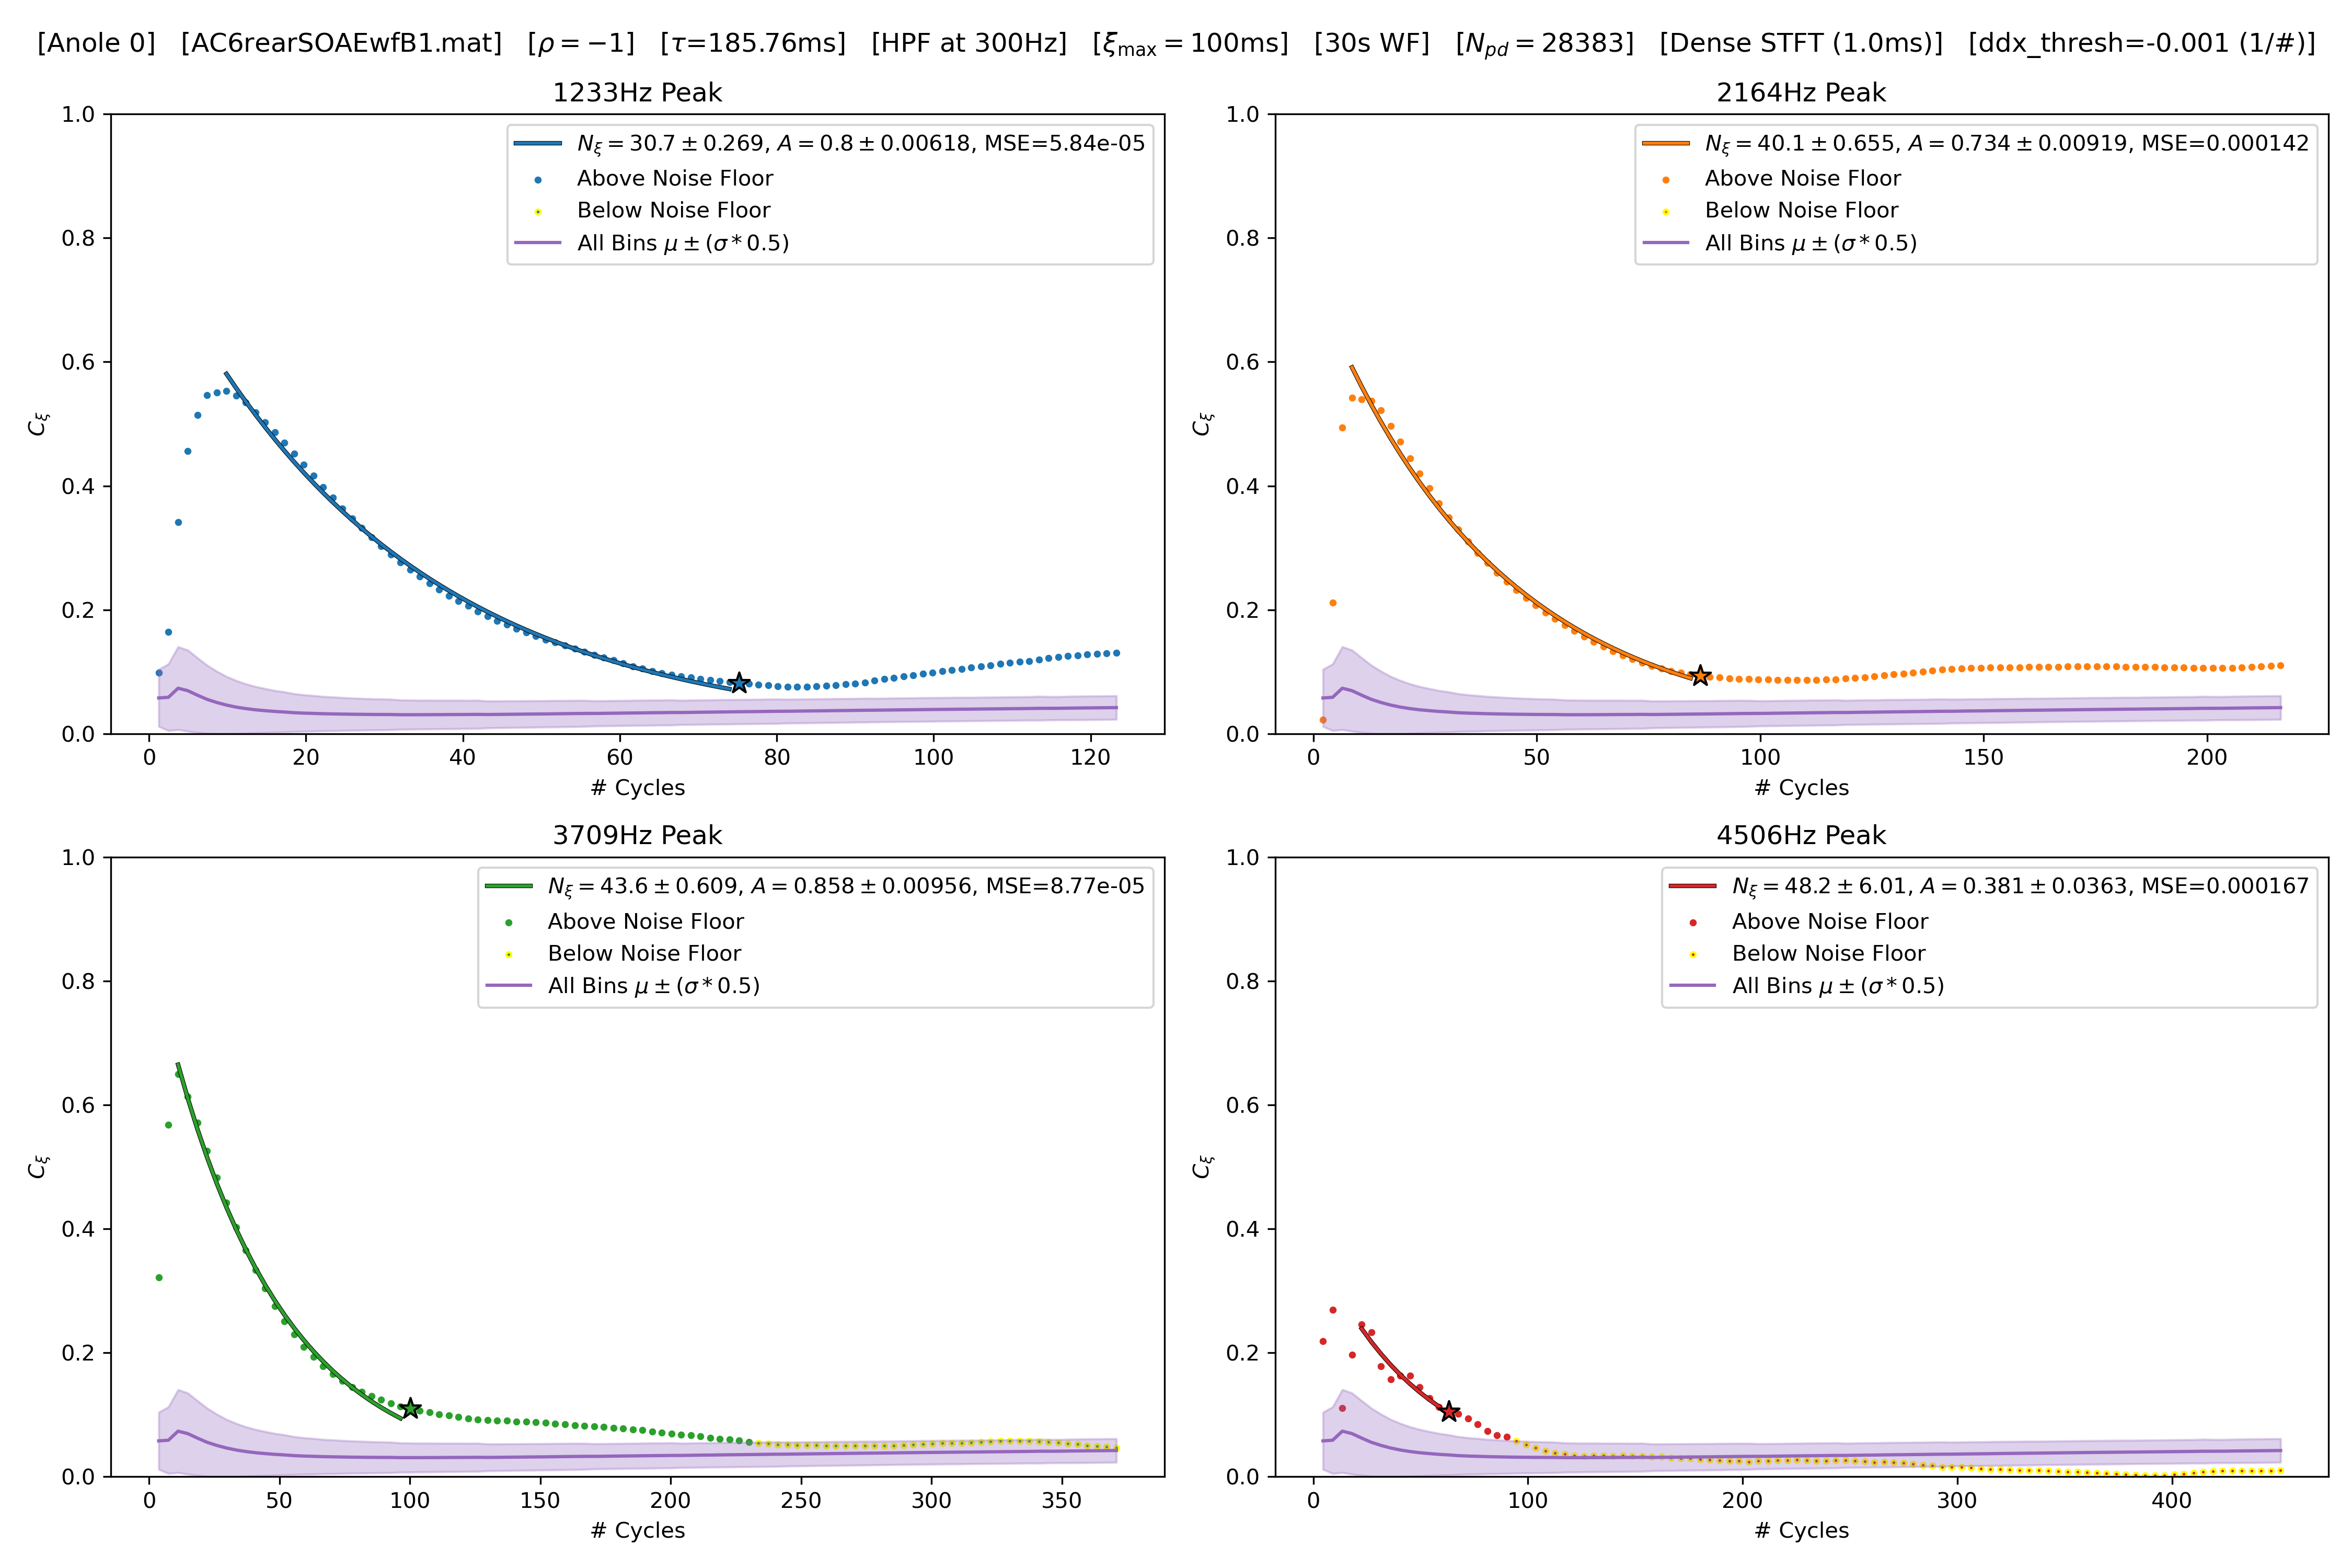 [Anole 0] [AC6rearSOAEwfB1.mat] [ρ = −1] [τ=185.76ms] [HPF at 300Hz] [ξmax = 100ms] [30s WF] [Npd = 28383] [Dense STFT (1.0ms)] [ddx_thresh=-0.001 (1/#)]
1233Hz Peak
Nξ = 30.7 ± 0.269, A = 0.8 ± 0.00618, MSE=5.84e-05
Above Noise Floor
Below Noise Floor
All Bins μ ± (σ * 0.5)
1.0
0.8
0.6
0.4
0.2
0.0
Cξ
0 20 40 60 80 100 120
# Cycles
2164Hz Peak
Nξ = 40.1 ± 0.655, A = 0.734 ± 0.00919, MSE=0.000142
Above Noise Floor
Below Noise Floor
All Bins μ ± (σ * 0.5)
1.0
0.8
0.6
0.4
0.2
0.0
Cξ
0 50 100 150 200
# Cycles
3709Hz Peak
Nξ = 43.6 ± 0.609, A = 0.858 ± 0.00956, MSE=8.77e-05
Above Noise Floor
Below Noise Floor
All Bins μ ± (σ * 0.5)
1.0
0.8
0.6
0.4
0.2
0.0
Cξ
0 50 100 150 200 250 300 350
# Cycles
4506Hz Peak
Nξ = 48.2 ± 6.01, A = 0.381 ± 0.0363, MSE=0.000167
Above Noise Floor
Below Noise Floor
All Bins μ ± (σ * 0.5)
1.0
0.8
0.6
0.4
0.2
0.0
Cξ
0 100 200 300 400
# Cycles